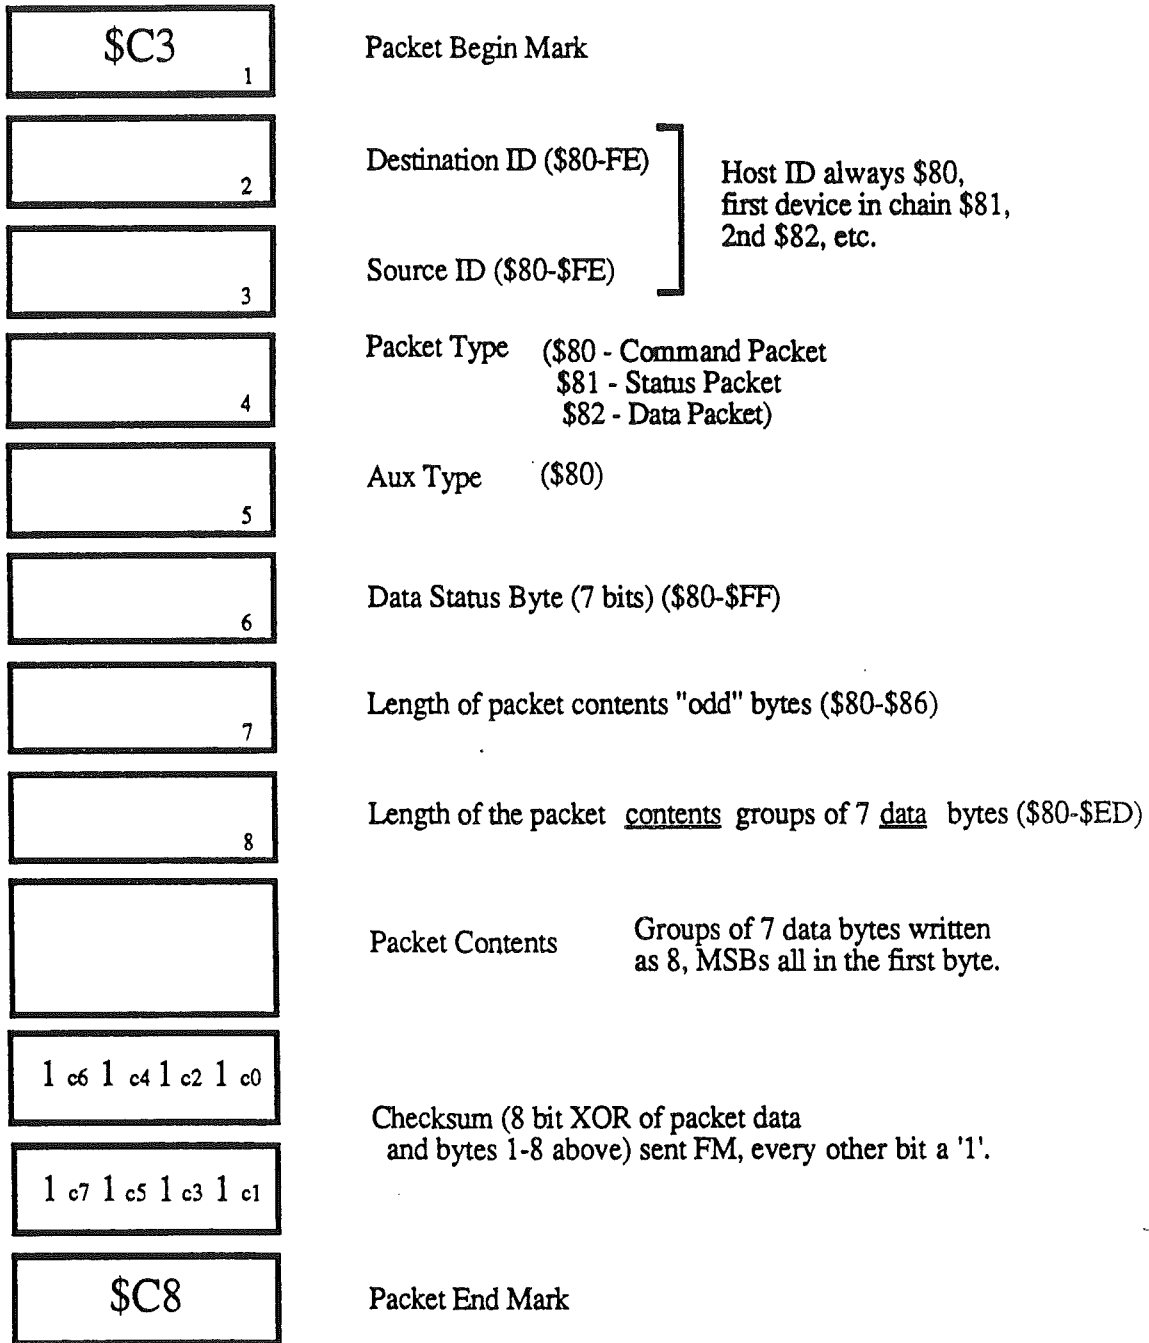 $C3
1
Packet Begin Mark
2
Destination ID ($80-FE)
Host ID always $80,
first device in chain $81,
2nd $82, etc.
3
Source ID ($80-$FE)
4
Packet Type ($80 - Command Packet
$81 - Status Packet
$82 - Data Packet)
5
Aux Type ($80)
6
Data Status Byte (7 bits) ($80-$FF)
7
Length of packet contents "odd" bytes ($80-$86)
8
Length of the packet contents groups of 7 data bytes ($80-$ED)
Packet Contents
Groups of 7 data bytes written
as 8, MSBs all in the first byte.
1 c6 1 c4 1 c2 1 c0
Checksum (8 bit XOR of packet data
and bytes 1-8 above) sent FM, every other bit a '1'.
1 c7 1 c5 1 c3 1 c1
$C8
Packet End Mark